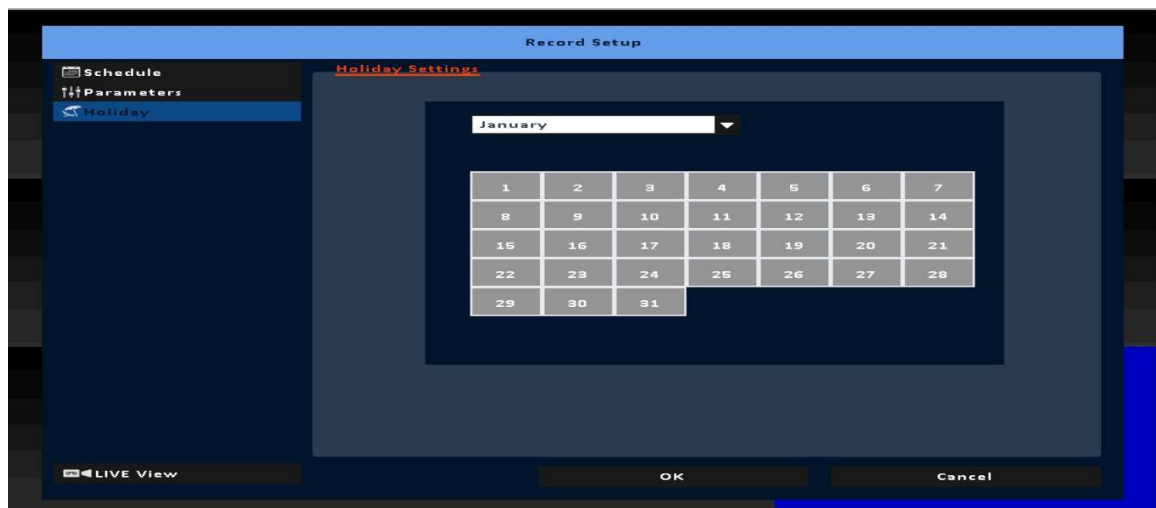 Record Setup
Schedule
Parameters
Holiday
LIVE View
Holiday Settings
January
1 2 3 4 5 6 7
8 9 10 11 12 13 14
15 16 17 18 19 20 21
22 23 24 25 26 27 28
29 30 31
OK Cancel